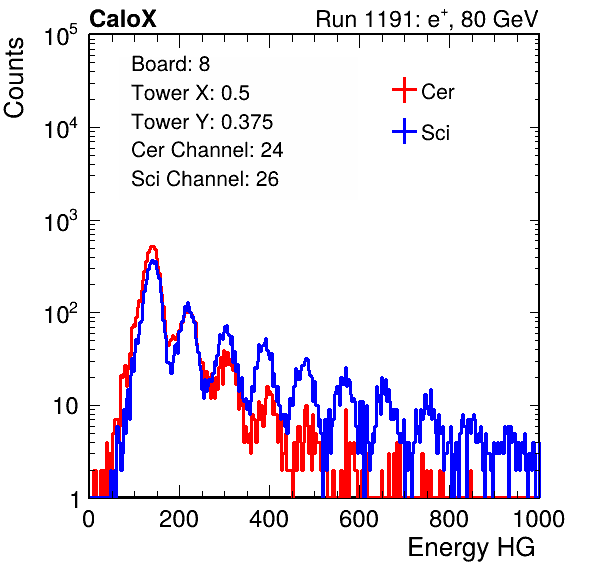 CaloX Run 1191: e⁺, 80 GeV
Counts
10⁵
10⁴
10³
10²
10
1
Board: 8
Tower X: 0.5
Tower Y: 0.375
Cer Channel: 24
Sci Channel: 26
Cer
Sci
0 200 400 600 800 1000
Energy HG